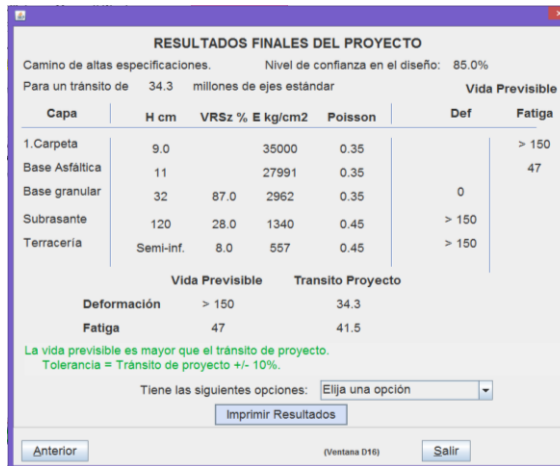 RESULTADOS FINALES DEL PROYECTO
Camino de altas especificaciones. Nivel de confianza en el diseño: 85.0%
Para un tránsito de 34.3 millones de ejes estándar Vida Previsible
Capa H cm VRSz % E kg/cm2 Poisson Def Fatiga
1.Carpeta 9.0 35000 0.35 > 150
Base Asfáltica 11 27991 0.35 47
Base granular 32 87.0 2962 0.35 0
Subrasante 120 28.0 1340 0.45 > 150
Terracería Semi-inf. 8.0 557 0.45 > 150
Vida Previsible Transito Proyecto
Deformación > 150 34.3
Fatiga 47 41.5
La vida previsible es mayor que el tránsito de proyecto.
Tolerancia = Tránsito de proyecto +/- 10%.
Tiene las siguientes opciones: Elija una opción
Imprimir Resultados
Anterior (Ventana D16) Salir